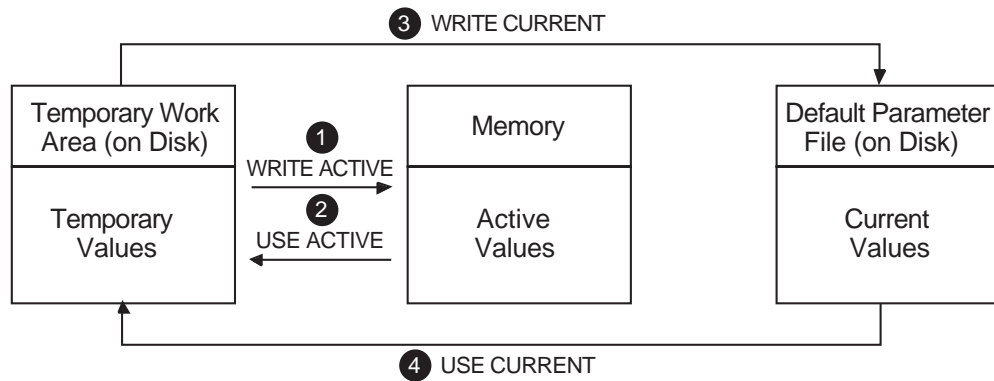 3 WRITE CURRENT
Temporary Work
Area (on Disk)
Temporary
Values
1
WRITE ACTIVE
2
USE ACTIVE
Memory
Active
Values
Default Parameter
File (on Disk)
Current
Values
4 USE CURRENT